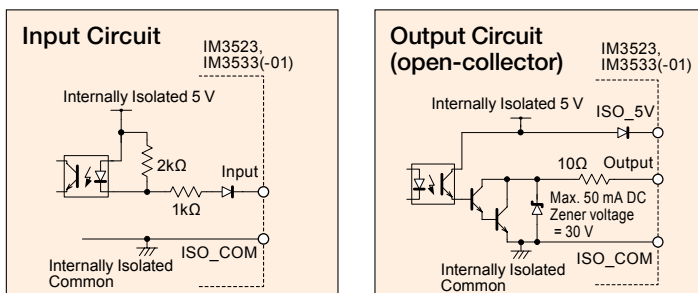 Input Circuit
IM3523,
IM3533(-01)
Internally Isolated 5 V
2kΩ
Input
1kΩ
ISO_COM
Internally Isolated
Common
Output Circuit
(open-collector)
IM3523,
IM3533(-01)
Internally Isolated 5 V
ISO_5V
10Ω
Output
Max. 50 mA DC
Zener voltage
= 30 V
ISO_COM
Internally Isolated
Common